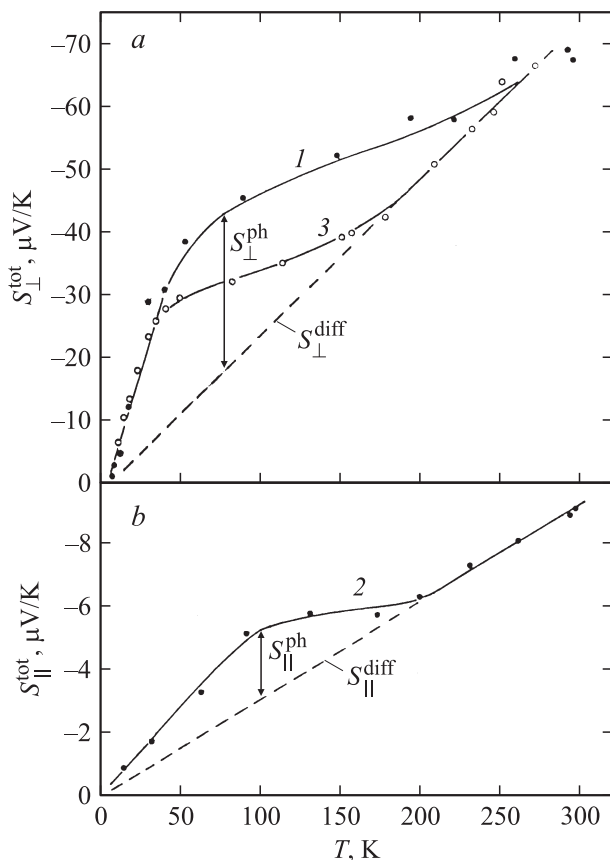 a
S⊥^tot, μV/K
−70
−60
−50
−40
−30
−20
−10
0
1
3
S⊥^ph
S⊥^diff
b
S||^tot, μV/K
−8
−6
−4
−2
0
2
S||^ph
S||^diff
0 50 100 150 200 250 300
T, K